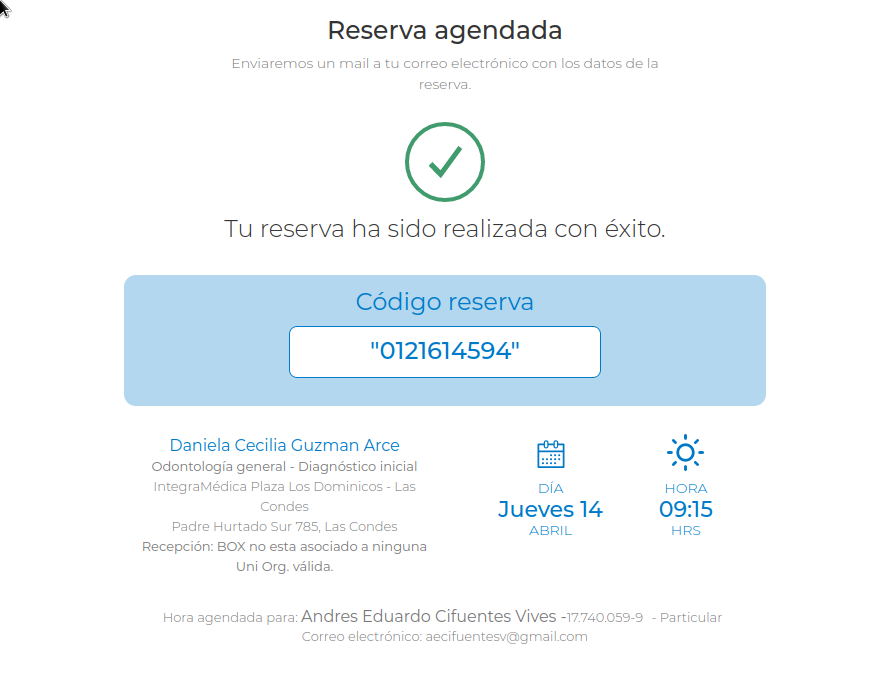 Reserva agendada
Enviaremos un mail a tu correo electrónico con los datos de la
reserva.
Tu reserva ha sido realizada con éxito.
Código reserva
"0121614594"
Daniela Cecilia Guzman Arce
Odontología general - Diagnóstico inicial
IntegraMédica Plaza Los Dominicos - Las
Condes
Padre Hurtado Sur 785, Las Condes
Recepción: BOX no esta asociado a ninguna
Uni Org. válida.
DÍA
Jueves 14
ABRIL
HORA
09:15
HRS
Hora agendada para: Andres Eduardo Cifuentes Vives -17.740.059-9 - Particular
Correo electrónico: aecifuentesv@gmail.com